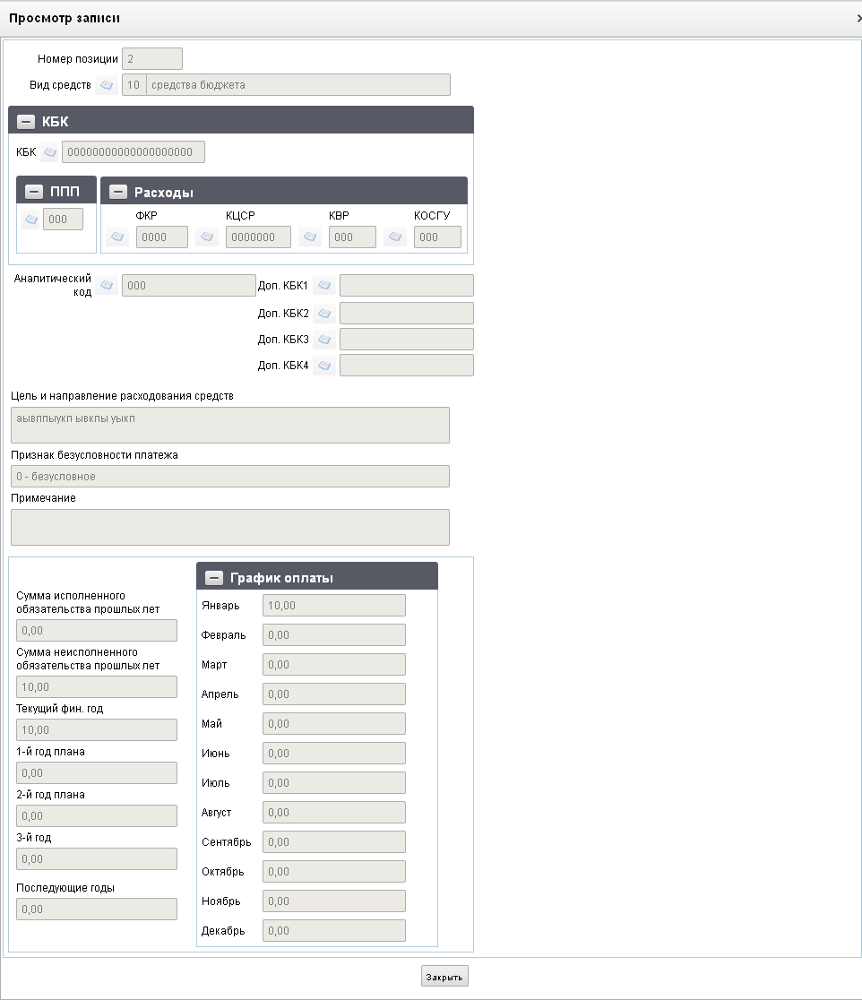 Просмотр записи
Номер позиции 2
Вид средств 10 средства бюджета
КБК
КБК 00000000000000000000
ППП Расходы
ФКР КЦСР КВР КОСГУ
000 0000 0000000 000 000
Аналитический код 000 Доп. КБК1
Доп. КБК2
Доп. КБК3
Доп. КБК4
Цель и направление расходования средств
аывппыукп ывкпы уыкп
Признак безусловности платежа
0 - безусловное
Примечание
Сумма исполненного
обязательства прошлых лет
0,00
Сумма неисполненного
обязательства прошлых лет
10,00
Текущий фин. год
10,00
1-й год плана
0,00
2-й год плана
0,00
3-й год
0,00
Последующие годы
0,00
График оплаты
Январь 10,00
Февраль 0,00
Март 0,00
Апрель 0,00
Май 0,00
Июнь 0,00
Июль 0,00
Август 0,00
Сентябрь 0,00
Октябрь 0,00
Ноябрь 0,00
Декабрь 0,00
Закрыть